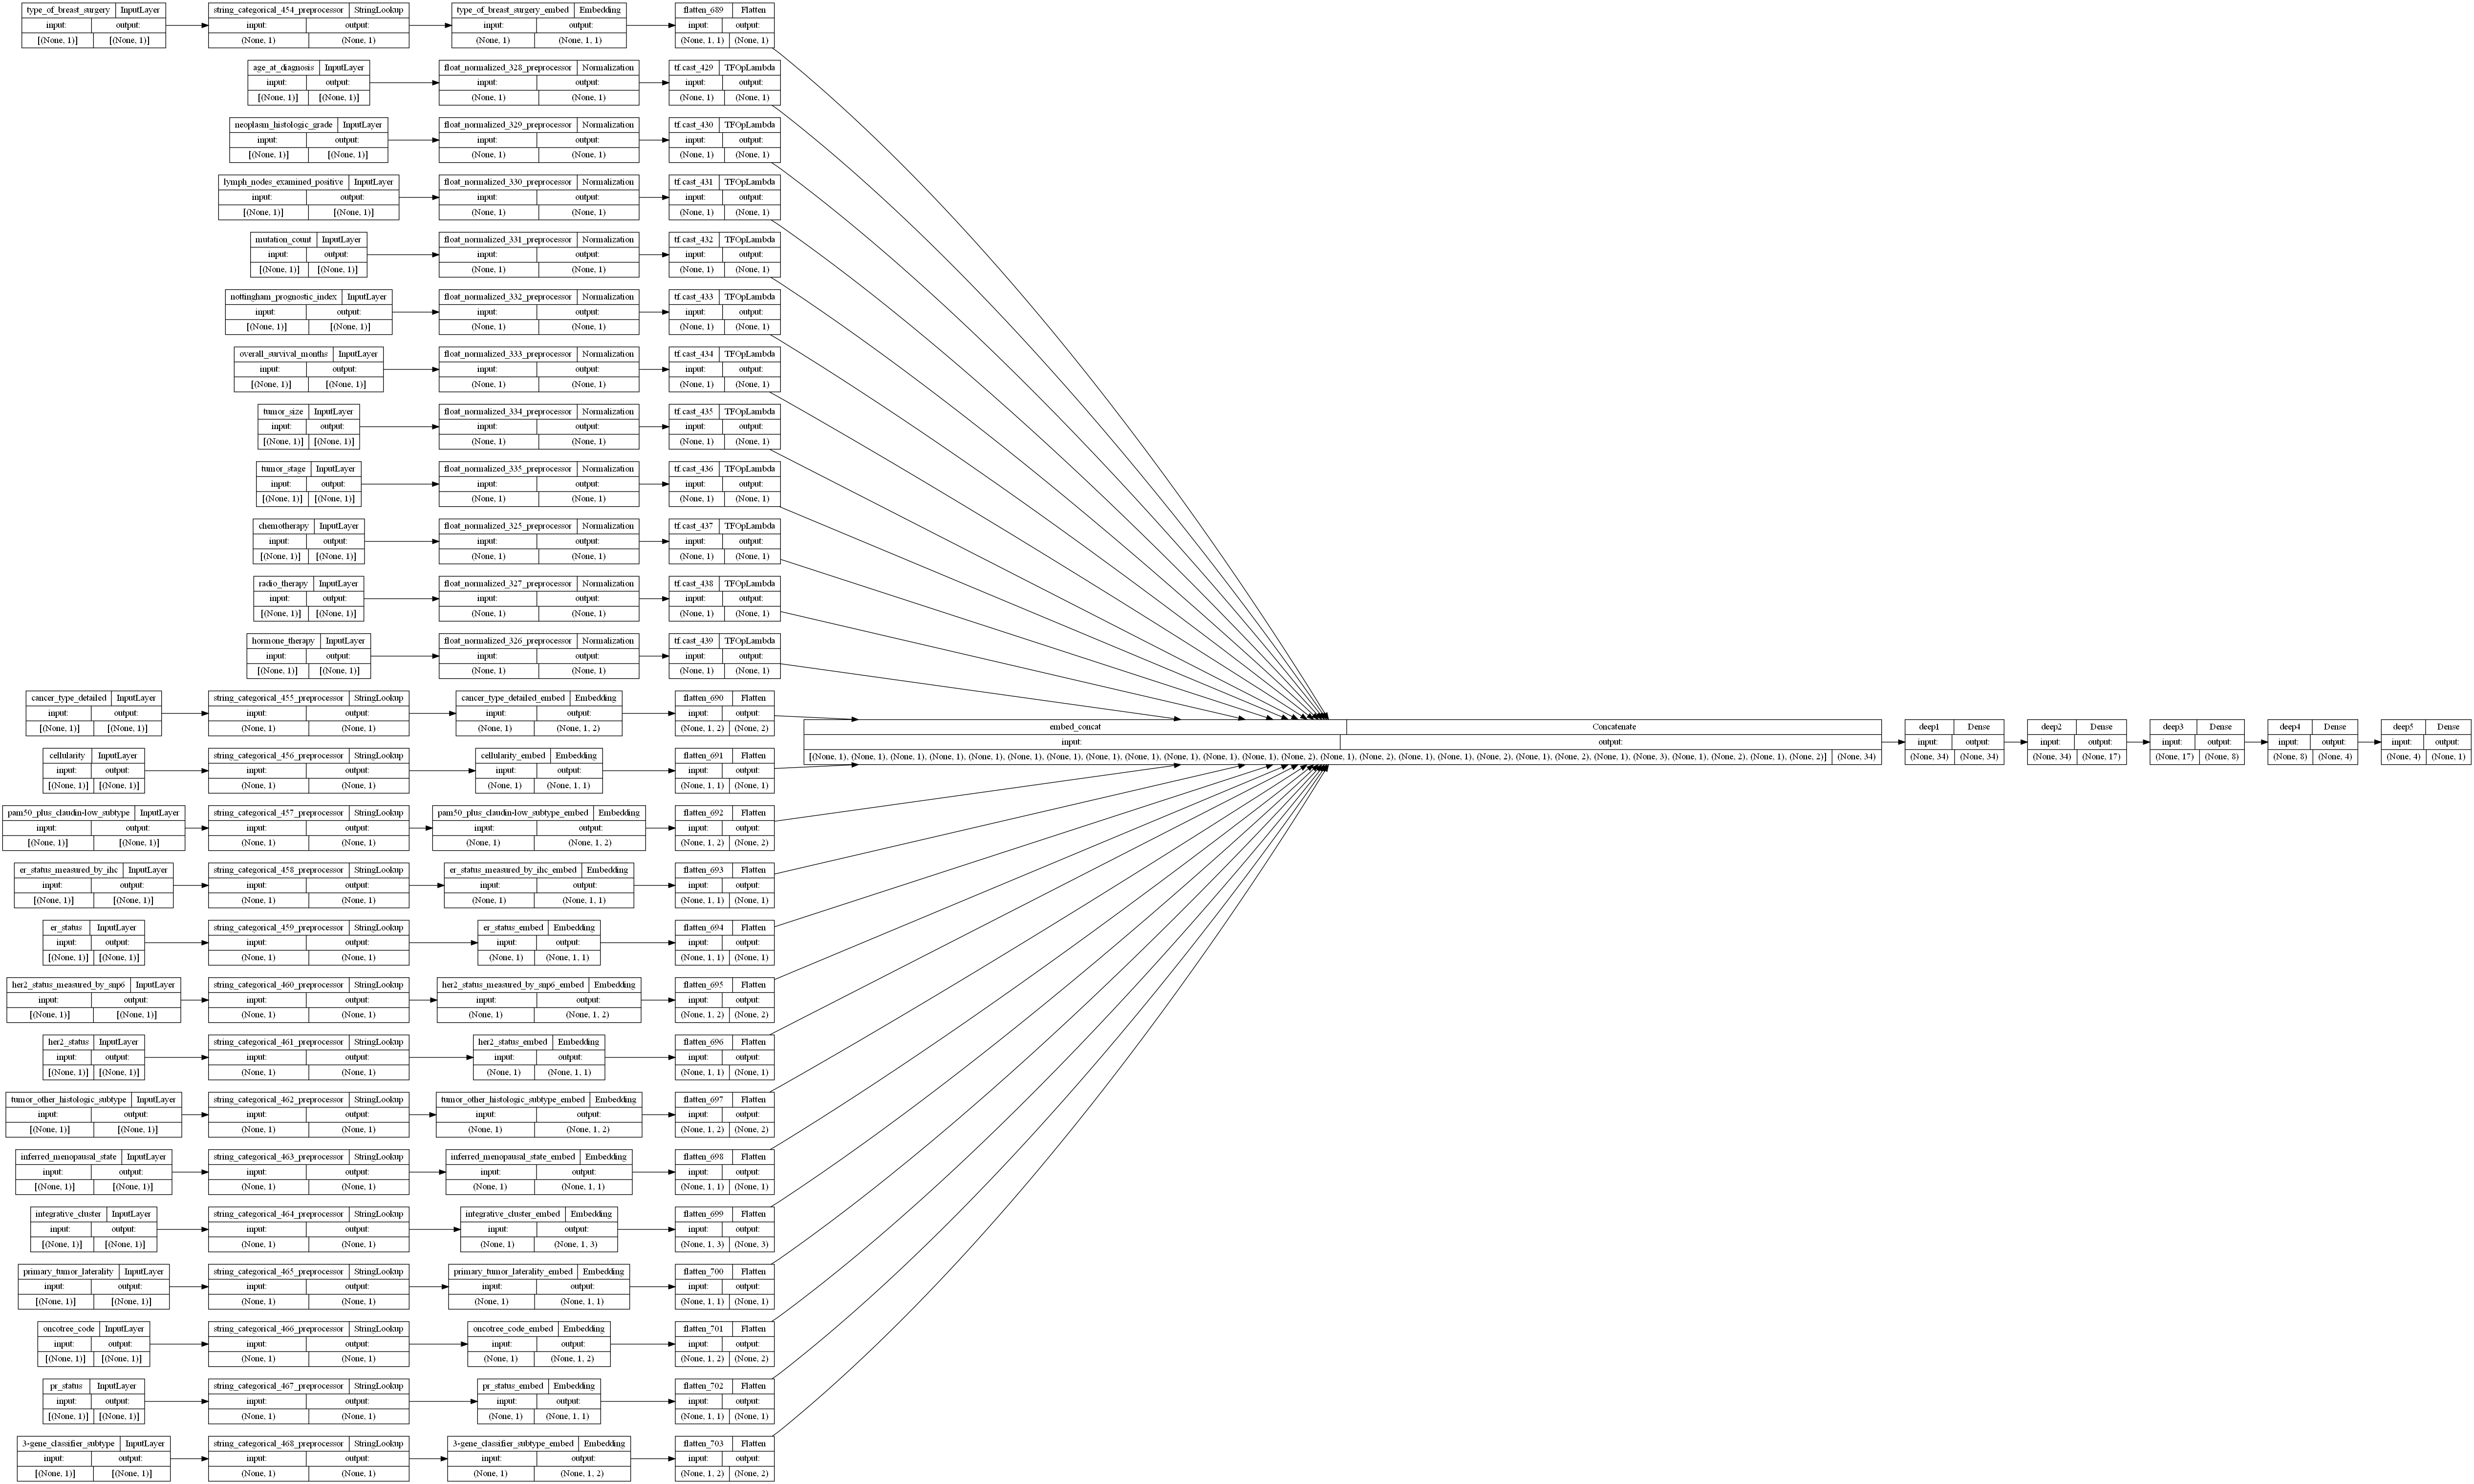 type_of_breast_surgery InputLayer string_categorical_454_preprocessor StringLookup type_of_breast_surgery_embed Embedding flatten_689 Flatten
input: output: input: output: input: output: input: output:
[(None, 1)] [(None, 1)] (None, 1) (None, 1) (None, 1) (None, 1, 1) (None, 1, 1) (None, 1)
age_at_diagnosis InputLayer float_normalized_328_preprocessor Normalization tf.cast_429 TFOpLambda
input: output: input: output: input: output:
[(None, 1)] [(None, 1)] (None, 1) (None, 1) (None, 1) (None, 1)
neoplasm_histologic_grade InputLayer float_normalized_329_preprocessor Normalization tf.cast_430 TFOpLambda
input: output: input: output: input: output:
[(None, 1)] [(None, 1)] (None, 1) (None, 1) (None, 1) (None, 1)
lymph_nodes_examined_positive InputLayer float_normalized_330_preprocessor Normalization tf.cast_431 TFOpLambda
input: output: input: output: input: output:
[(None, 1)] [(None, 1)] (None, 1) (None, 1) (None, 1) (None, 1)
mutation_count InputLayer float_normalized_331_preprocessor Normalization tf.cast_432 TFOpLambda
input: output: input: output: input: output:
[(None, 1)] [(None, 1)] (None, 1) (None, 1) (None, 1) (None, 1)
nottingham_prognostic_index InputLayer float_normalized_332_preprocessor Normalization tf.cast_433 TFOpLambda
input: output: input: output: input: output:
[(None, 1)] [(None, 1)] (None, 1) (None, 1) (None, 1) (None, 1)
overall_survival_months InputLayer float_normalized_333_preprocessor Normalization tf.cast_434 TFOpLambda
input: output: input: output: input: output:
[(None, 1)] [(None, 1)] (None, 1) (None, 1) (None, 1) (None, 1)
tumor_size InputLayer float_normalized_334_preprocessor Normalization tf.cast_435 TFOpLambda
input: output: input: output: input: output:
[(None, 1)] [(None, 1)] (None, 1) (None, 1) (None, 1) (None, 1)
tumor_stage InputLayer float_normalized_335_preprocessor Normalization tf.cast_436 TFOpLambda
input: output: input: output: input: output:
[(None, 1)] [(None, 1)] (None, 1) (None, 1) (None, 1) (None, 1)
chemotherapy InputLayer float_normalized_325_preprocessor Normalization tf.cast_437 TFOpLambda
input: output: input: output: input: output:
[(None, 1)] [(None, 1)] (None, 1) (None, 1) (None, 1) (None, 1)
radio_therapy InputLayer float_normalized_327_preprocessor Normalization tf.cast_438 TFOpLambda
input: output: input: output: input: output:
[(None, 1)] [(None, 1)] (None, 1) (None, 1) (None, 1) (None, 1)
hormone_therapy InputLayer float_normalized_326_preprocessor Normalization tf.cast_439 TFOpLambda
input: output: input: output: input: output:
[(None, 1)] [(None, 1)] (None, 1) (None, 1) (None, 1) (None, 1)
cancer_type_detailed InputLayer string_categorical_455_preprocessor StringLookup cancer_type_detailed_embed Embedding flatten_690 Flatten
input: output: input: output: input: output: input: output:
[(None, 1)] [(None, 1)] (None, 1) (None, 1) (None, 1) (None, 1, 2) (None, 1, 2) (None, 2)
embed_concat Concatenate deep1 Dense deep2 Dense deep3 Dense deep4 Dense deep5 Dense
input: output: input: output: input: output: input: output: input: output: input: output:
[(None, 1), (None, 1), (None, 1), (None, 1), (None, 1), (None, 1), (None, 1), (None, 1), (None, 1), (None, 1), (None, 1), (None, 1), (None, 2), (None, 1), (None, 2), (None, 1), (None, 1), (None, 2), (None, 1), (None, 2), (None, 1), (None, 3), (None, 1), (None, 2), (None, 1), (None, 2)] (None, 34) (None, 34) (None, 34) (None, 34) (None, 17) (None, 17) (None, 8) (None, 8) (None, 4) (None, 4) (None, 1)
cellularity InputLayer string_categorical_456_preprocessor StringLookup cellularity_embed Embedding flatten_691 Flatten
input: output: input: output: input: output: input: output:
[(None, 1)] [(None, 1)] (None, 1) (None, 1) (None, 1) (None, 1, 1) (None, 1, 1) (None, 1)
pam50_plus_claudin-low_subtype InputLayer string_categorical_457_preprocessor StringLookup pam50_plus_claudin-low_subtype_embed Embedding flatten_692 Flatten
input: output: input: output: input: output: input: output:
[(None, 1)] [(None, 1)] (None, 1) (None, 1) (None, 1) (None, 1, 2) (None, 1, 2) (None, 2)
er_status_measured_by_ihc InputLayer string_categorical_458_preprocessor StringLookup er_status_measured_by_ihc_embed Embedding flatten_693 Flatten
input: output: input: output: input: output: input: output:
[(None, 1)] [(None, 1)] (None, 1) (None, 1) (None, 1) (None, 1, 1) (None, 1, 1) (None, 1)
er_status InputLayer string_categorical_459_preprocessor StringLookup er_status_embed Embedding flatten_694 Flatten
input: output: input: output: input: output: input: output:
[(None, 1)] [(None, 1)] (None, 1) (None, 1) (None, 1) (None, 1, 1) (None, 1, 1) (None, 1)
her2_status_measured_by_snp6 InputLayer string_categorical_460_preprocessor StringLookup her2_status_measured_by_snp6_embed Embedding flatten_695 Flatten
input: output: input: output: input: output: input: output:
[(None, 1)] [(None, 1)] (None, 1) (None, 1) (None, 1) (None, 1, 2) (None, 1, 2) (None, 2)
her2_status InputLayer string_categorical_461_preprocessor StringLookup her2_status_embed Embedding flatten_696 Flatten
input: output: input: output: input: output: input: output:
[(None, 1)] [(None, 1)] (None, 1) (None, 1) (None, 1) (None, 1, 1) (None, 1, 1) (None, 1)
tumor_other_histologic_subtype InputLayer string_categorical_462_preprocessor StringLookup tumor_other_histologic_subtype_embed Embedding flatten_697 Flatten
input: output: input: output: input: output: input: output:
[(None, 1)] [(None, 1)] (None, 1) (None, 1) (None, 1) (None, 1, 2) (None, 1, 2) (None, 2)
inferred_menopausal_state InputLayer string_categorical_463_preprocessor StringLookup inferred_menopausal_state_embed Embedding flatten_698 Flatten
input: output: input: output: input: output: input: output:
[(None, 1)] [(None, 1)] (None, 1) (None, 1) (None, 1) (None, 1, 1) (None, 1, 1) (None, 1)
integrative_cluster InputLayer string_categorical_464_preprocessor StringLookup integrative_cluster_embed Embedding flatten_699 Flatten
input: output: input: output: input: output: input: output:
[(None, 1)] [(None, 1)] (None, 1) (None, 1) (None, 1) (None, 1, 3) (None, 1, 3) (None, 3)
primary_tumor_laterality InputLayer string_categorical_465_preprocessor StringLookup primary_tumor_laterality_embed Embedding flatten_700 Flatten
input: output: input: output: input: output: input: output:
[(None, 1)] [(None, 1)] (None, 1) (None, 1) (None, 1) (None, 1, 1) (None, 1, 1) (None, 1)
oncotree_code InputLayer string_categorical_466_preprocessor StringLookup oncotree_code_embed Embedding flatten_701 Flatten
input: output: input: output: input: output: input: output:
[(None, 1)] [(None, 1)] (None, 1) (None, 1) (None, 1) (None, 1, 2) (None, 1, 2) (None, 2)
pr_status InputLayer string_categorical_467_preprocessor StringLookup pr_status_embed Embedding flatten_702 Flatten
input: output: input: output: input: output: input: output:
[(None, 1)] [(None, 1)] (None, 1) (None, 1) (None, 1) (None, 1, 1) (None, 1, 1) (None, 1)
3-gene_classifier_subtype InputLayer string_categorical_468_preprocessor StringLookup 3-gene_classifier_subtype_embed Embedding flatten_703 Flatten
input: output: input: output: input: output: input: output:
[(None, 1)] [(None, 1)] (None, 1) (None, 1) (None, 1) (None, 1, 2) (None, 1, 2) (None, 2)